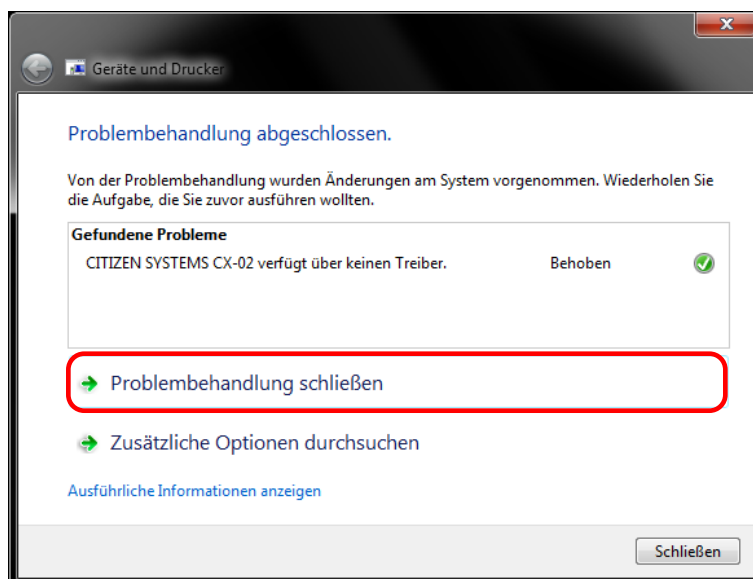 Geräte und Drucker
Problembehandlung abgeschlossen.
Von der Problembehandlung wurden Änderungen am System vorgenommen. Wiederholen Sie
die Aufgabe, die Sie zuvor ausführen wollten.
Gefundene Probleme
CITIZEN SYSTEMS CX-02 verfügt über keinen Treiber. Behoben
Problembehandlung schließen
Zusätzliche Optionen durchsuchen
Ausführliche Informationen anzeigen
Schließen